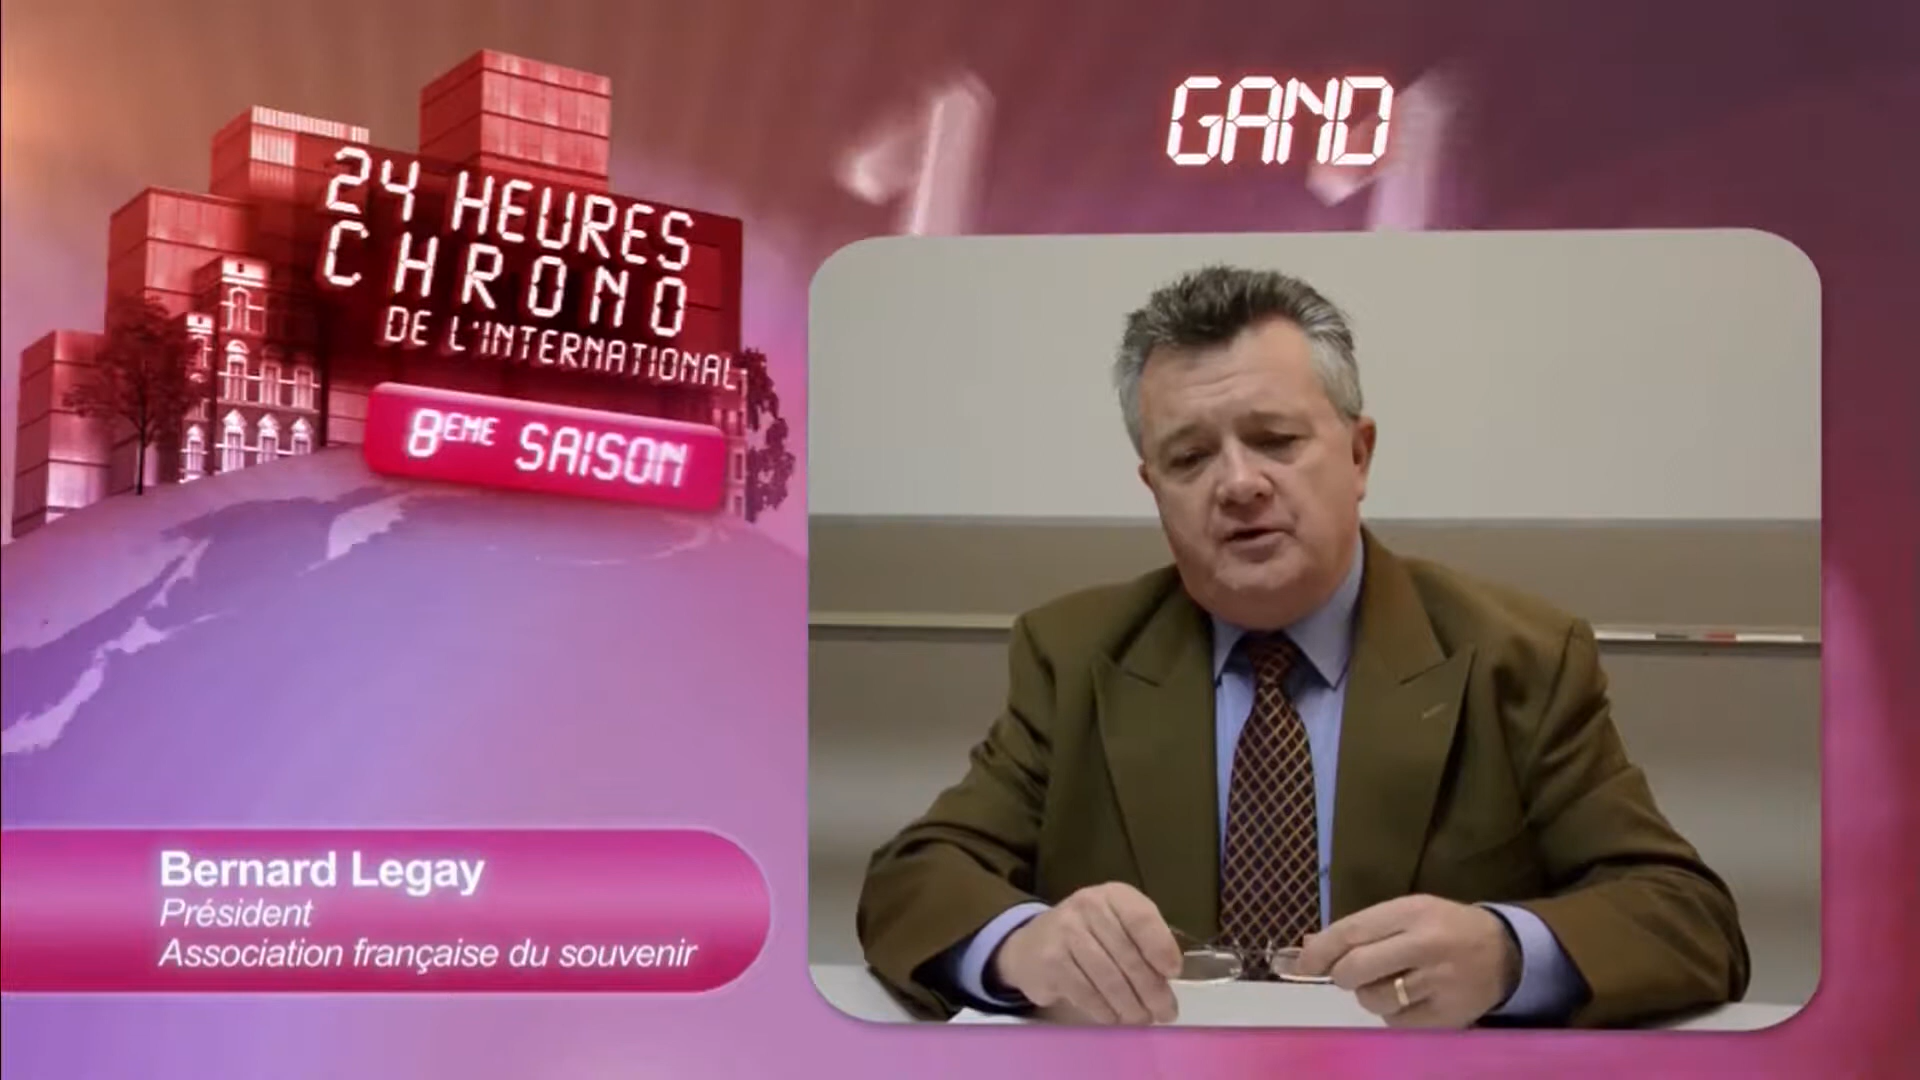 24 HEURES
CHRONO
DE L'INTERNATIONAL
8EME SAISON
GAND
Bernard Legay
Président
Association française du souvenir